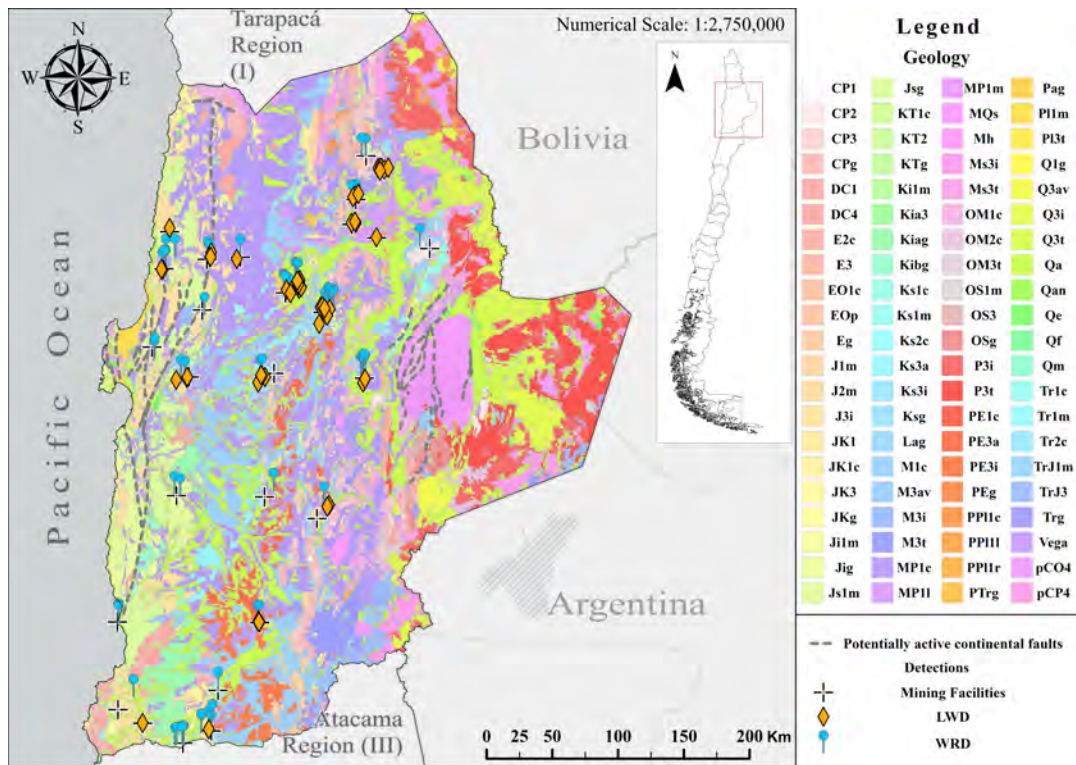 Tarapacá
Region
(I)
Numerical Scale: 1:2,750,000
N
W
E
S
N
Bolivia
Pacific Ocean
Argentina
Atacama
Region (III)
0 50 100 150 200 Km
Legend
Geology
CP1 Jsg MP1m Pag
CP2 KT1c MQs Pl1m
CP3 KT2 Mh Pl3t
CPg KTg Ms3i Q1g
DC1 Ki1m Ms3t Q3av
DC4 Kia3 OM1c Q3i
E2c Kiag OM2c Q3t
E3 Kibg OM3t Qa
EO1c Ks1c OS1m Qan
EOp Ks1m OS3 Qe
Eg Ks2c OSg Qf
J1m Ks3a P3i Qm
J2m Ks3i P3t Tr1c
J3i Ksg PE1c Tr1m
JK1 Lag PE3a Tr2c
JK1c M1c PE3i TrJ1m
JK3 M3av PEg TrJ3
JKg M3i PPl1c Trg
Ji1m M3t PPl1l Vega
Jig MP1c PPl1r pCO4
Js1m MP1l PTrg pCP4
Potentially active continental faults
Detections
Mining Facilities
LWD
WRD